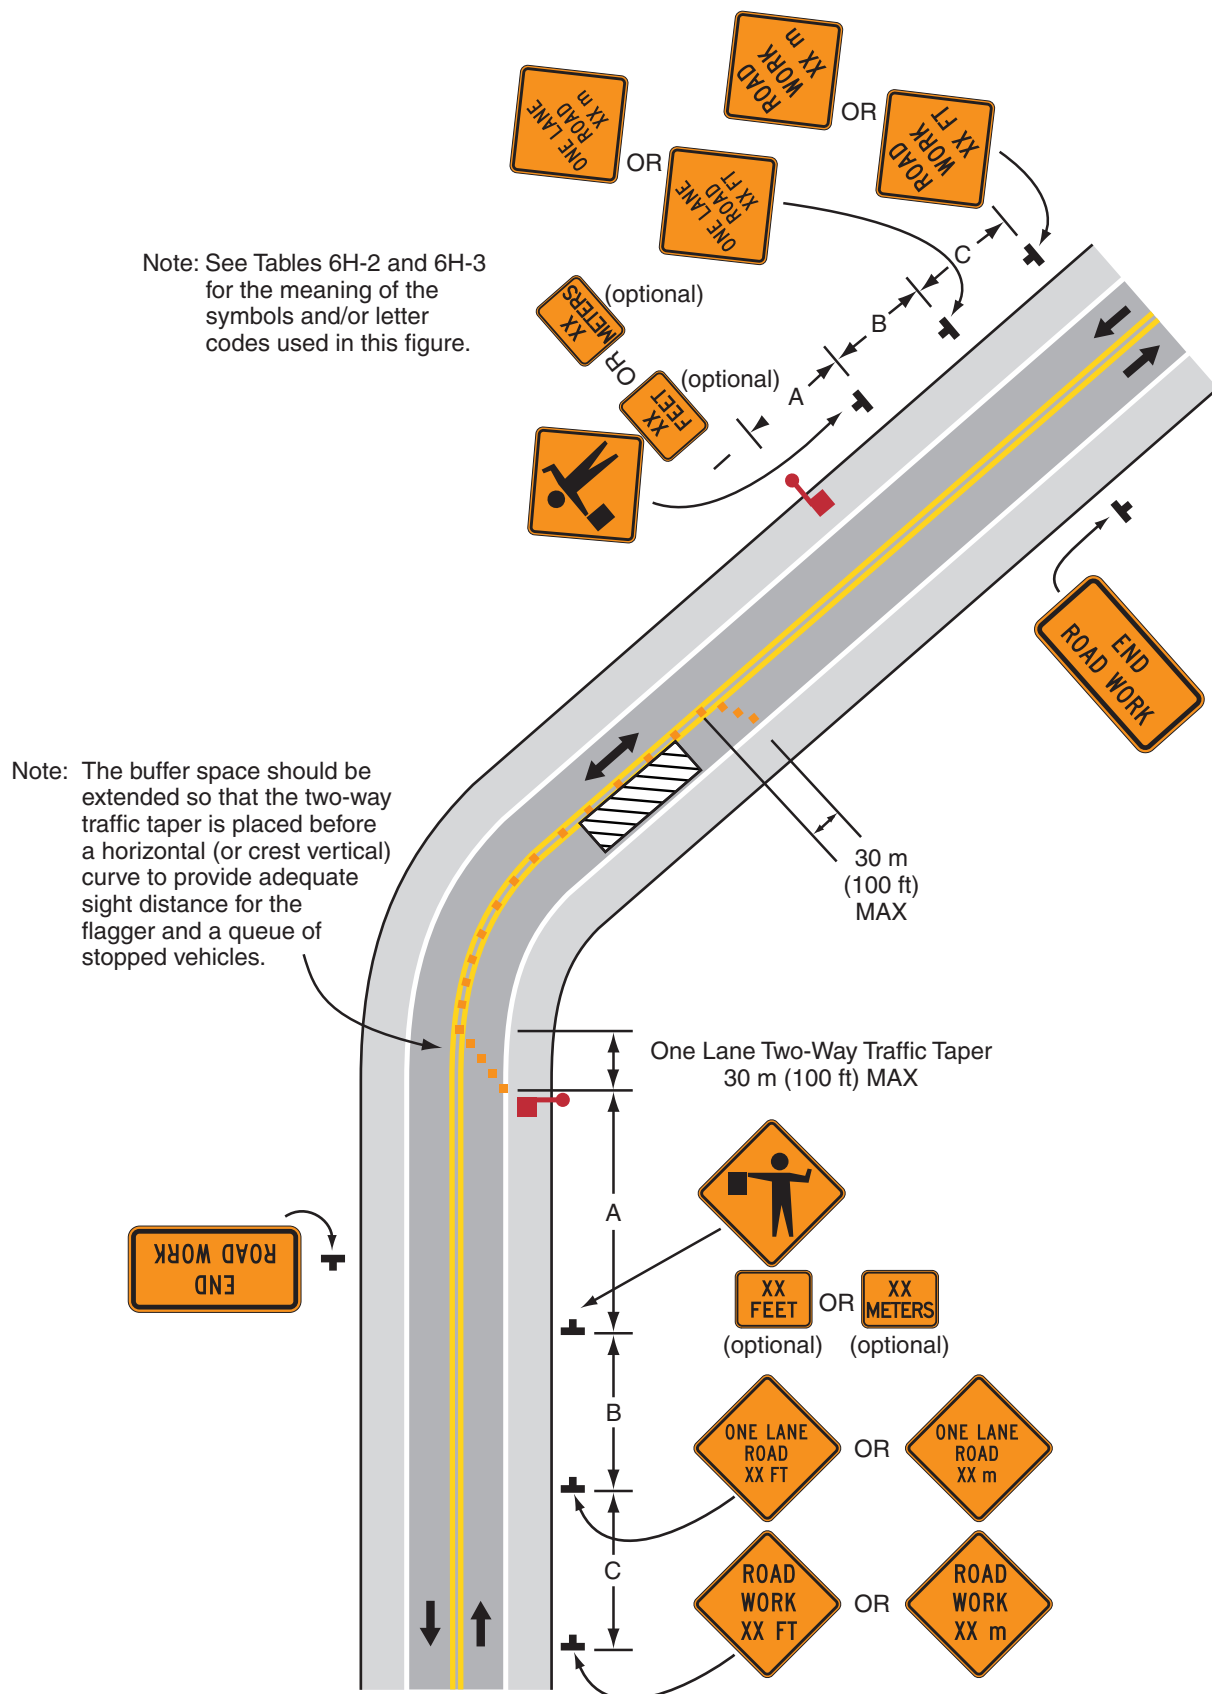 ROAD
WORK
XX m
OR
ROAD
WORK
XX FT
ONE LANE
ROAD
XX m
OR
ONE LANE
ROAD
XX FT
Note: See Tables 6H-2 and 6H-3
for the meaning of the
symbols and/or letter
codes used in this figure.
XX
METERS
(optional)
OR
XX
FEET
(optional)
C
B
A
END
ROAD WORK
Note: The buffer space should be
extended so that the two-way
traffic taper is placed before
a horizontal (or crest vertical)
curve to provide adequate
sight distance for the
flagger and a queue of
stopped vehicles.
30 m
(100 ft)
MAX
One Lane Two-Way Traffic Taper
30 m (100 ft) MAX
A
END
ROAD WORK
XX
FEET
OR
XX
METERS
(optional)
(optional)
B
ONE LANE
ROAD
XX FT
OR
ONE LANE
ROAD
XX m
C
ROAD
WORK
XX FT
OR
ROAD
WORK
XX m